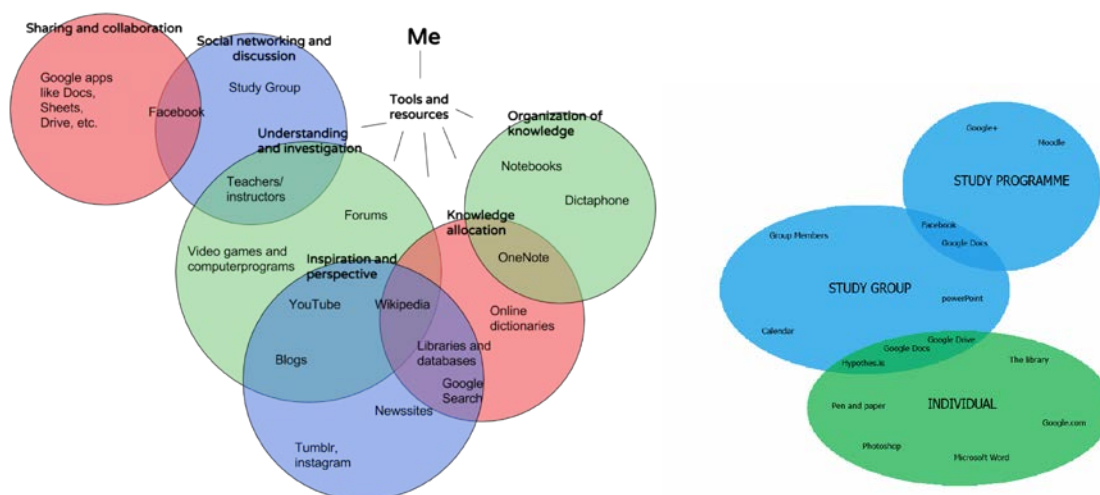 Sharing and collaboration
Google apps
like Docs,
Sheets,
Drive, etc.
Facebook
Social networking and
discussion
Study Group
Me
Tools and
resources
Understanding
and investigation
Teachers/
instructors
Forums
Video games and
computerprograms
Organization of
knowledge
Notebooks
Dictaphone
Knowledge
allocation
OneNote
Online
dictionaries
Inspiration and
perspective
YouTube
Wikipedia
Blogs
Libraries and
databases
Google
Search
Newssites
Tumblr,
instagram
Google+
Moodle
STUDY PROGRAMME
Facebook
Google Docs
Group Members
STUDY GROUP
powerPoint
Calendar
Google Drive
Google Docs
Hypothes.is
The library
Pen and paper
INDIVIDUAL
Google.com
Photoshop
Microsoft Word